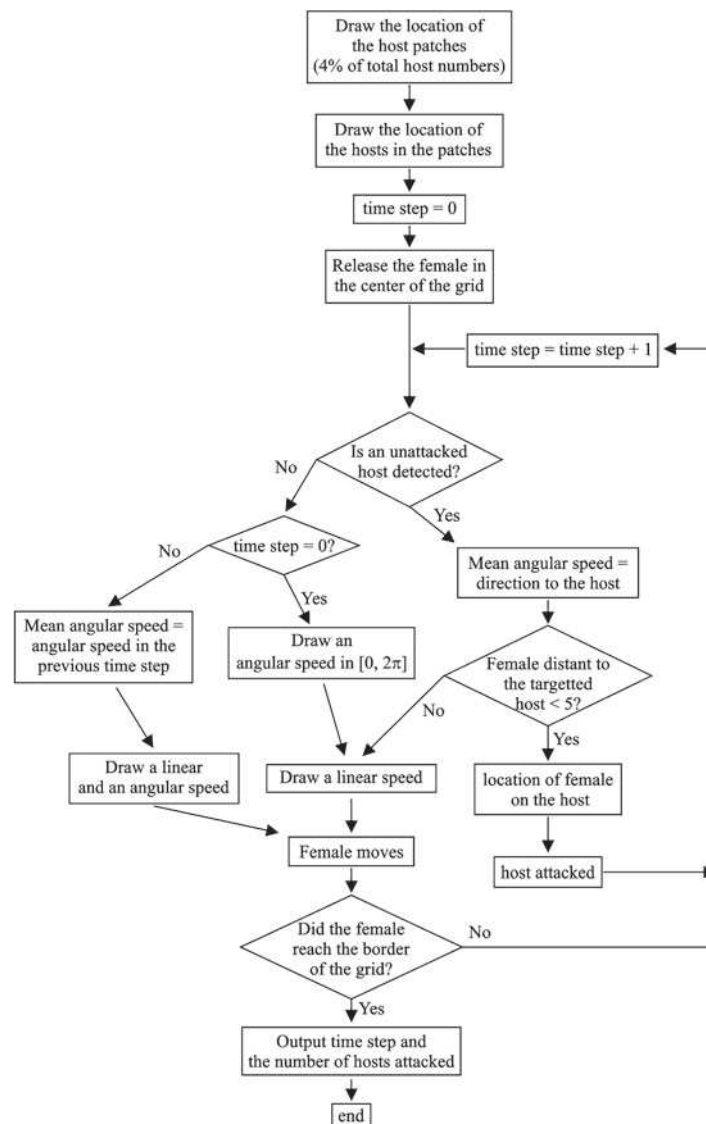 Draw the location of
the host patches
(4% of total host numbers)
Draw the location of
the hosts in the patches
time step = 0
Release the female in
the center of the grid
time step = time step + 1
Is an unattacked
host detected?
No
Yes
time step = 0?
No
Yes
Mean angular speed =
direction to the host
Mean angular speed =
angular speed in the
previous time step
Draw an
angular speed in [0, 2π]
Female distant to
the targetted
host < 5?
No
Yes
Draw a linear
and an angular speed
Draw a linear speed
location of female
on the host
Female moves
host attacked
Did the female
reach the border
of the grid?
No
Yes
Output time step and
the number of hosts attacked
end